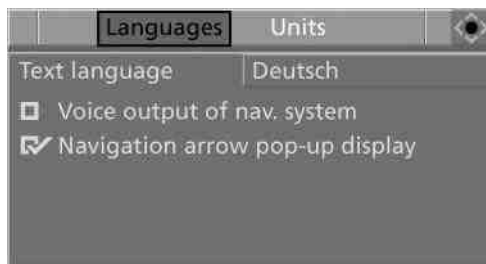 Languages Units
Text language Deutsch
Voice output of nav. system
Navigation arrow pop-up display